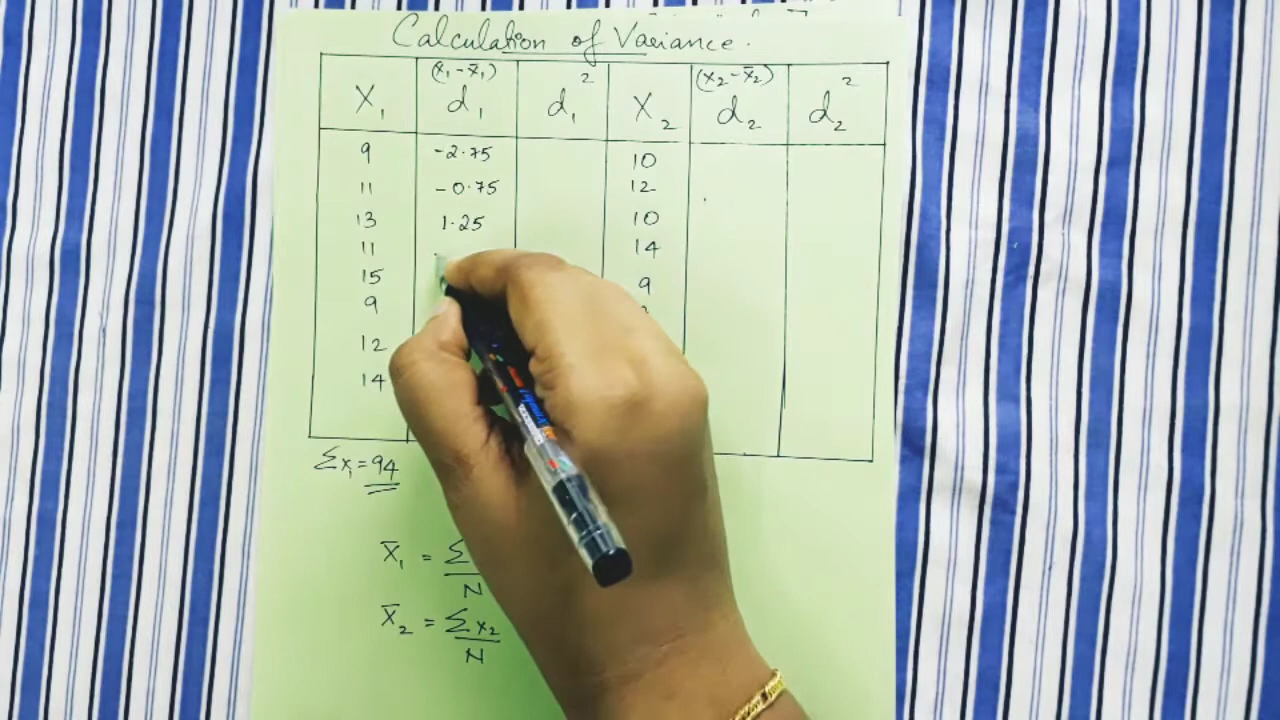 Calculation of Variance.
X₁ (x₁-x̄₁) d₁ d₁² X₂ (x₂-x̄₂) d₂ d₂²
9 -2.75 10
11 -0.75 12
13 1.25 10
11 14
15 9
9
12
14
Σx₁=94
X̄₁ = Σ / N
X̄₂ = Σx₂ / N